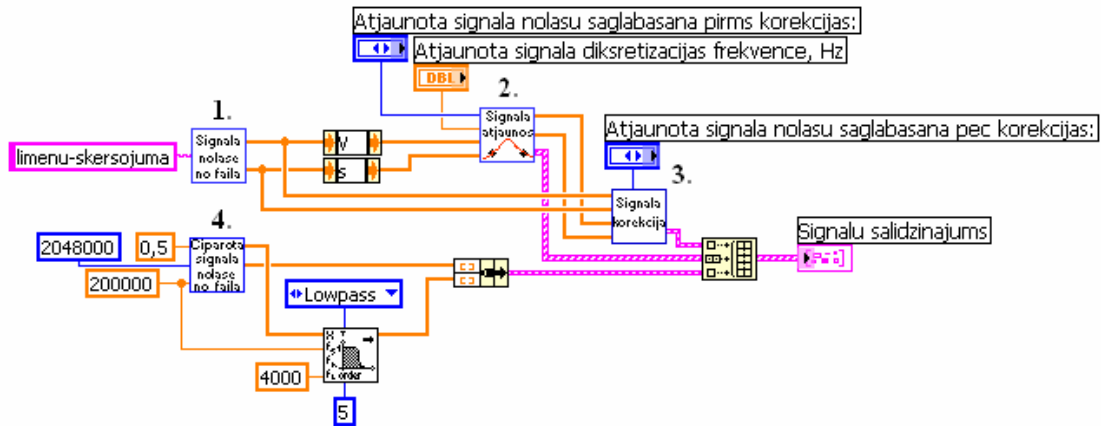 Atjaunota signala nolasu saglabasana pirms korekcijas:
Atjaunota signala diksretizacijas frekvence, Hz
DBL
1.
2.
Signala
nolase
no faila
limenu-skersojuma
V
s
Signala
atjaunos
Atjaunota signala nolasu saglabasana pec korekcijas:
3.
Signala
korekcija
4.
2048000
0,5
200000
Ciparota
signala
nolase
no faila
Signalu salidzinajums
Lowpass
order
4000
5